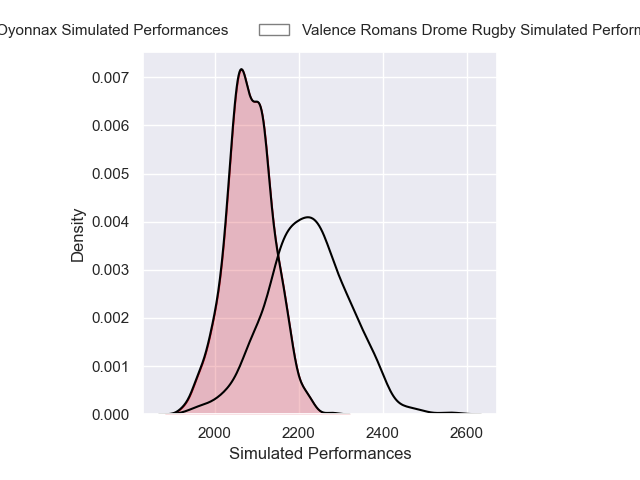 Oyonnax Simulated Performances Valence Romans Drome Rugby Simulated
0.007
0.006
0.005
0.004
0.003
0.002
0.001
0.000
Density
2000 2200 2400 2600
Simulated Performances